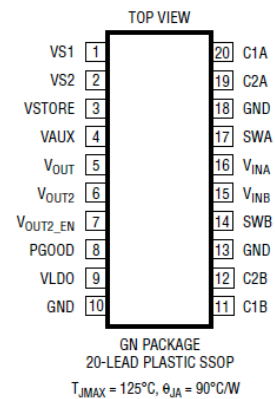 TOP VIEW
VS1 1 20 C1A
VS2 2 19 C2A
VSTORE 3 18 GND
VAUX 4 17 SWA
VOUT 5 16 VINA
VOUT2 6 15 VINB
VOUT2_EN 7 14 SWB
PGOOD 8 13 GND
VLDO 9 12 C2B
GND 10 11 C1B
GN PACKAGE
20-LEAD PLASTIC SSOP
TJMAX = 125°C, θJA = 90°C/W